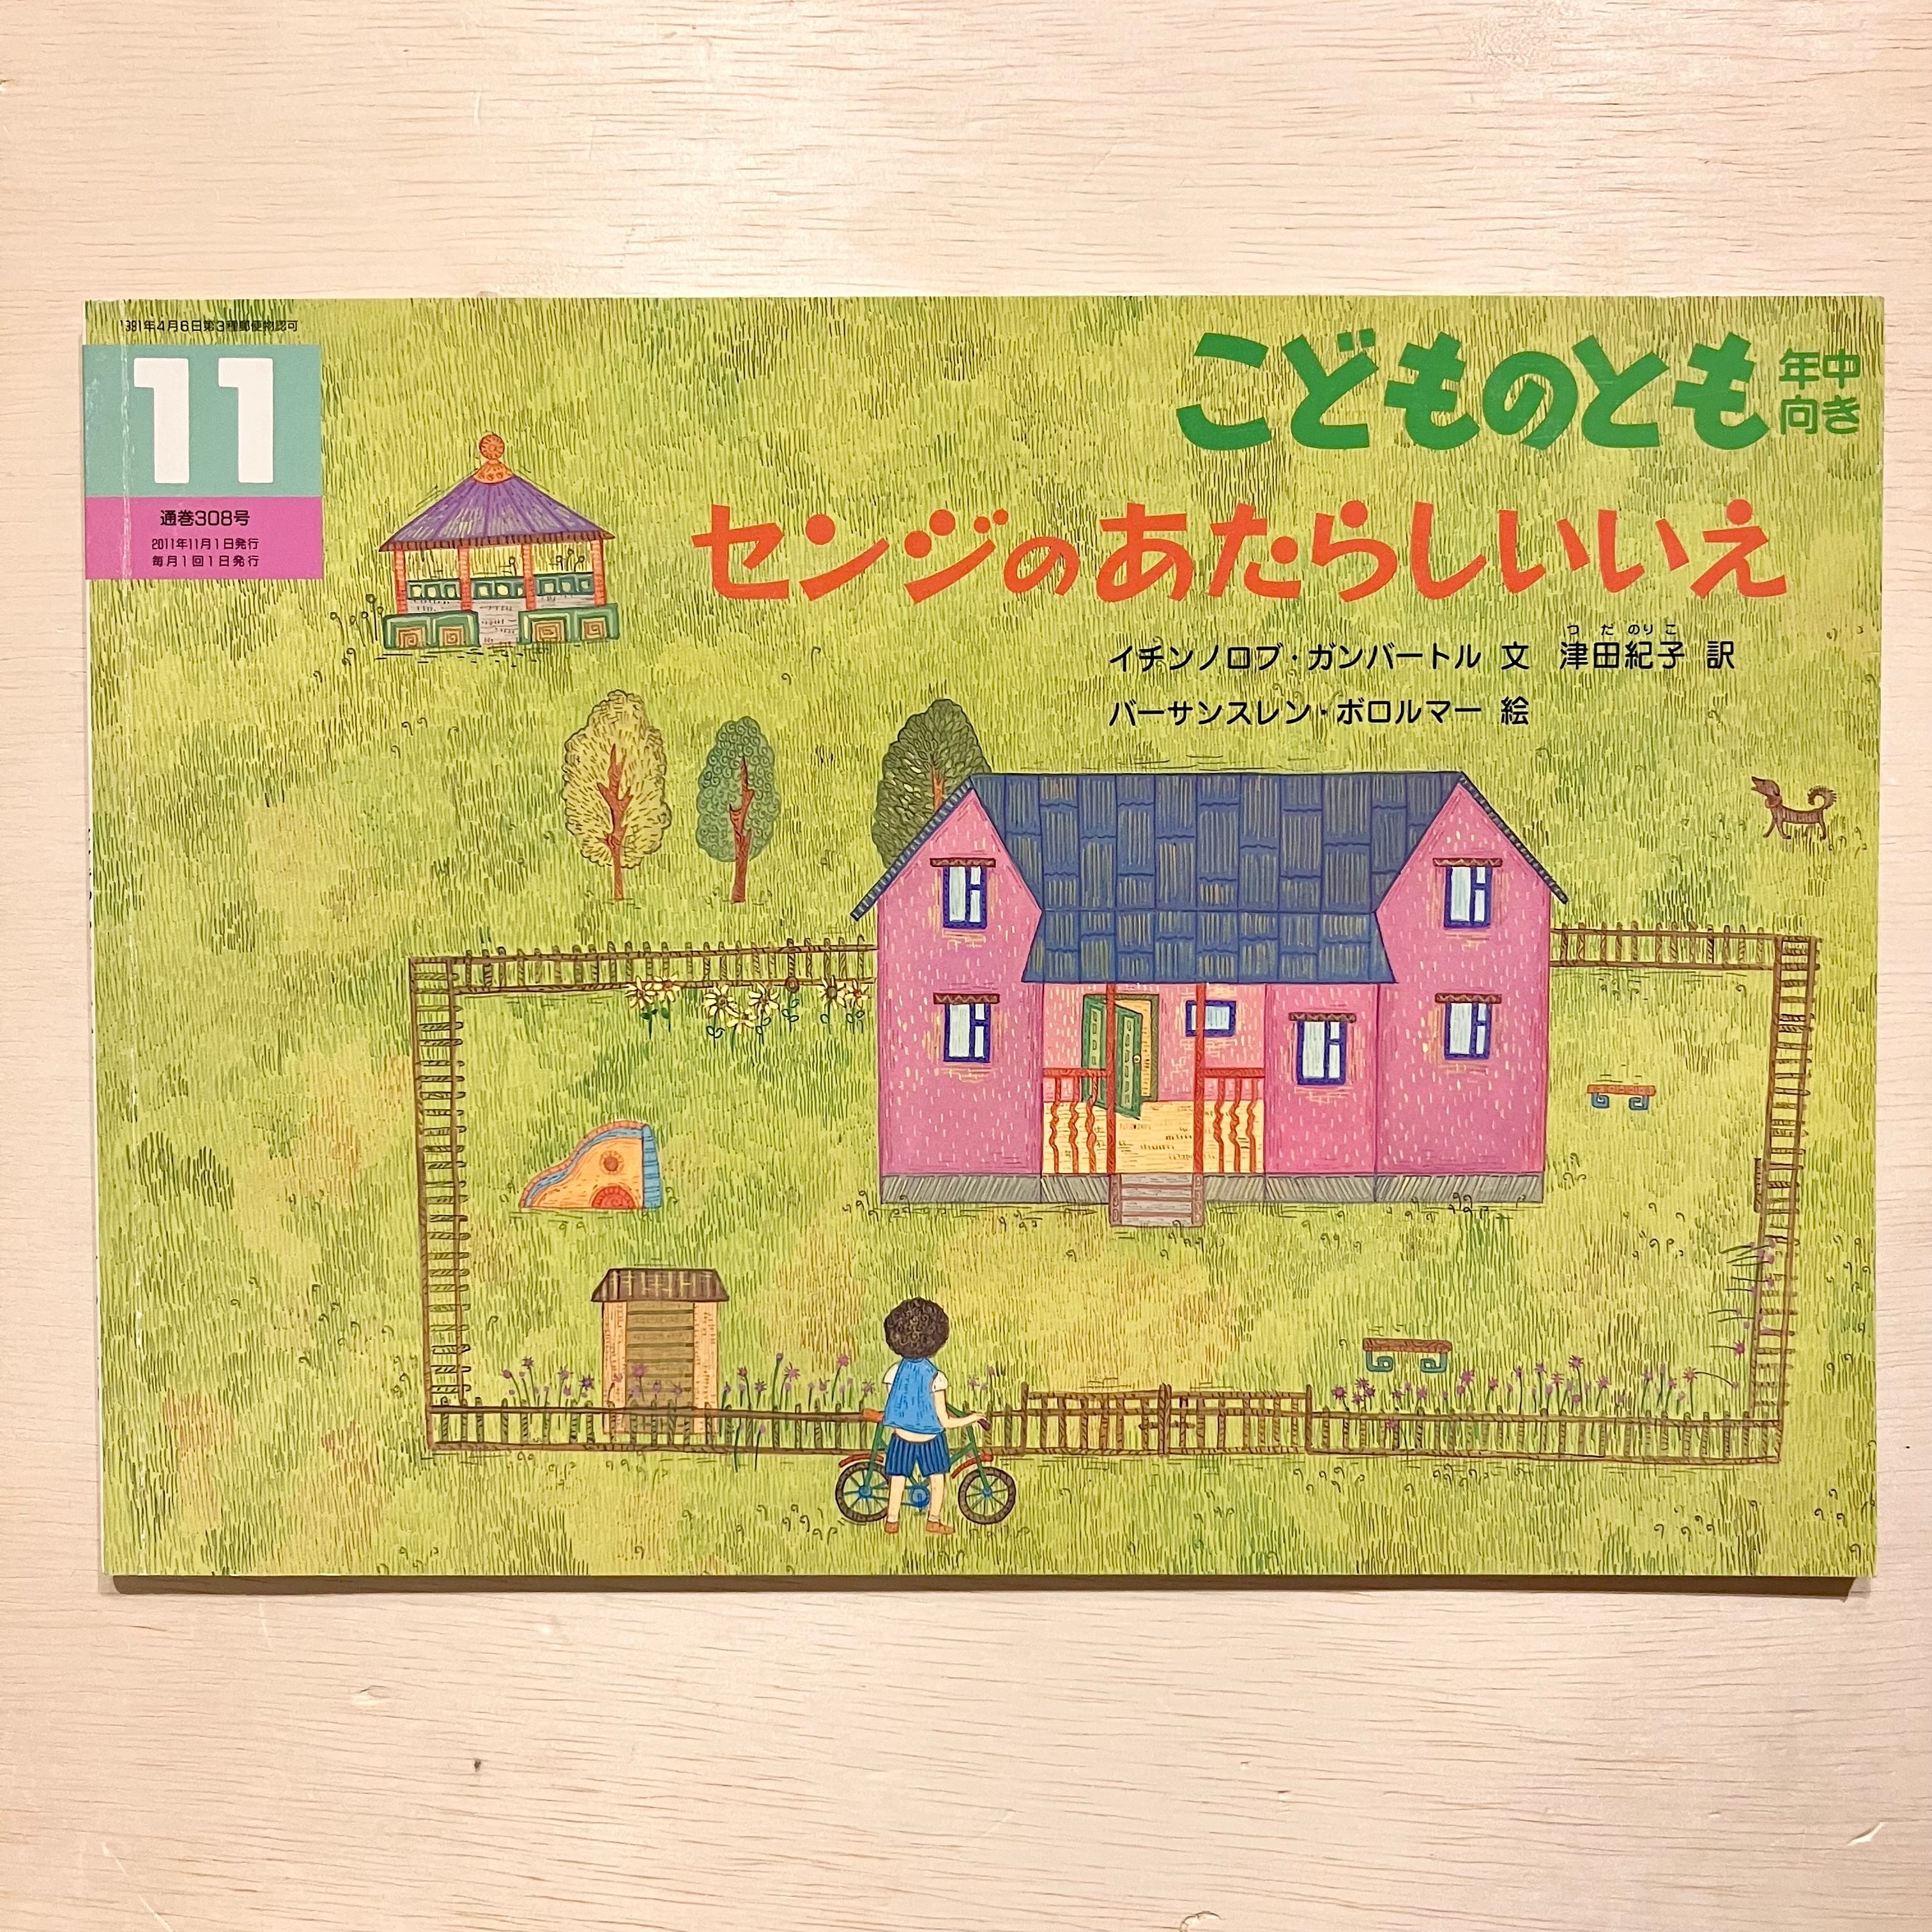 1991年4月6日第3種郵便物認可
11
通巻308号
2011年11月1日発行
毎月1回1日発行
こどものとも
年中
向き
センジのあたらしいいえ
イチンノロブ・ガンバートル 文 津田紀子 訳
つ だ のり こ
バーサンスレン・ボロルマー 絵